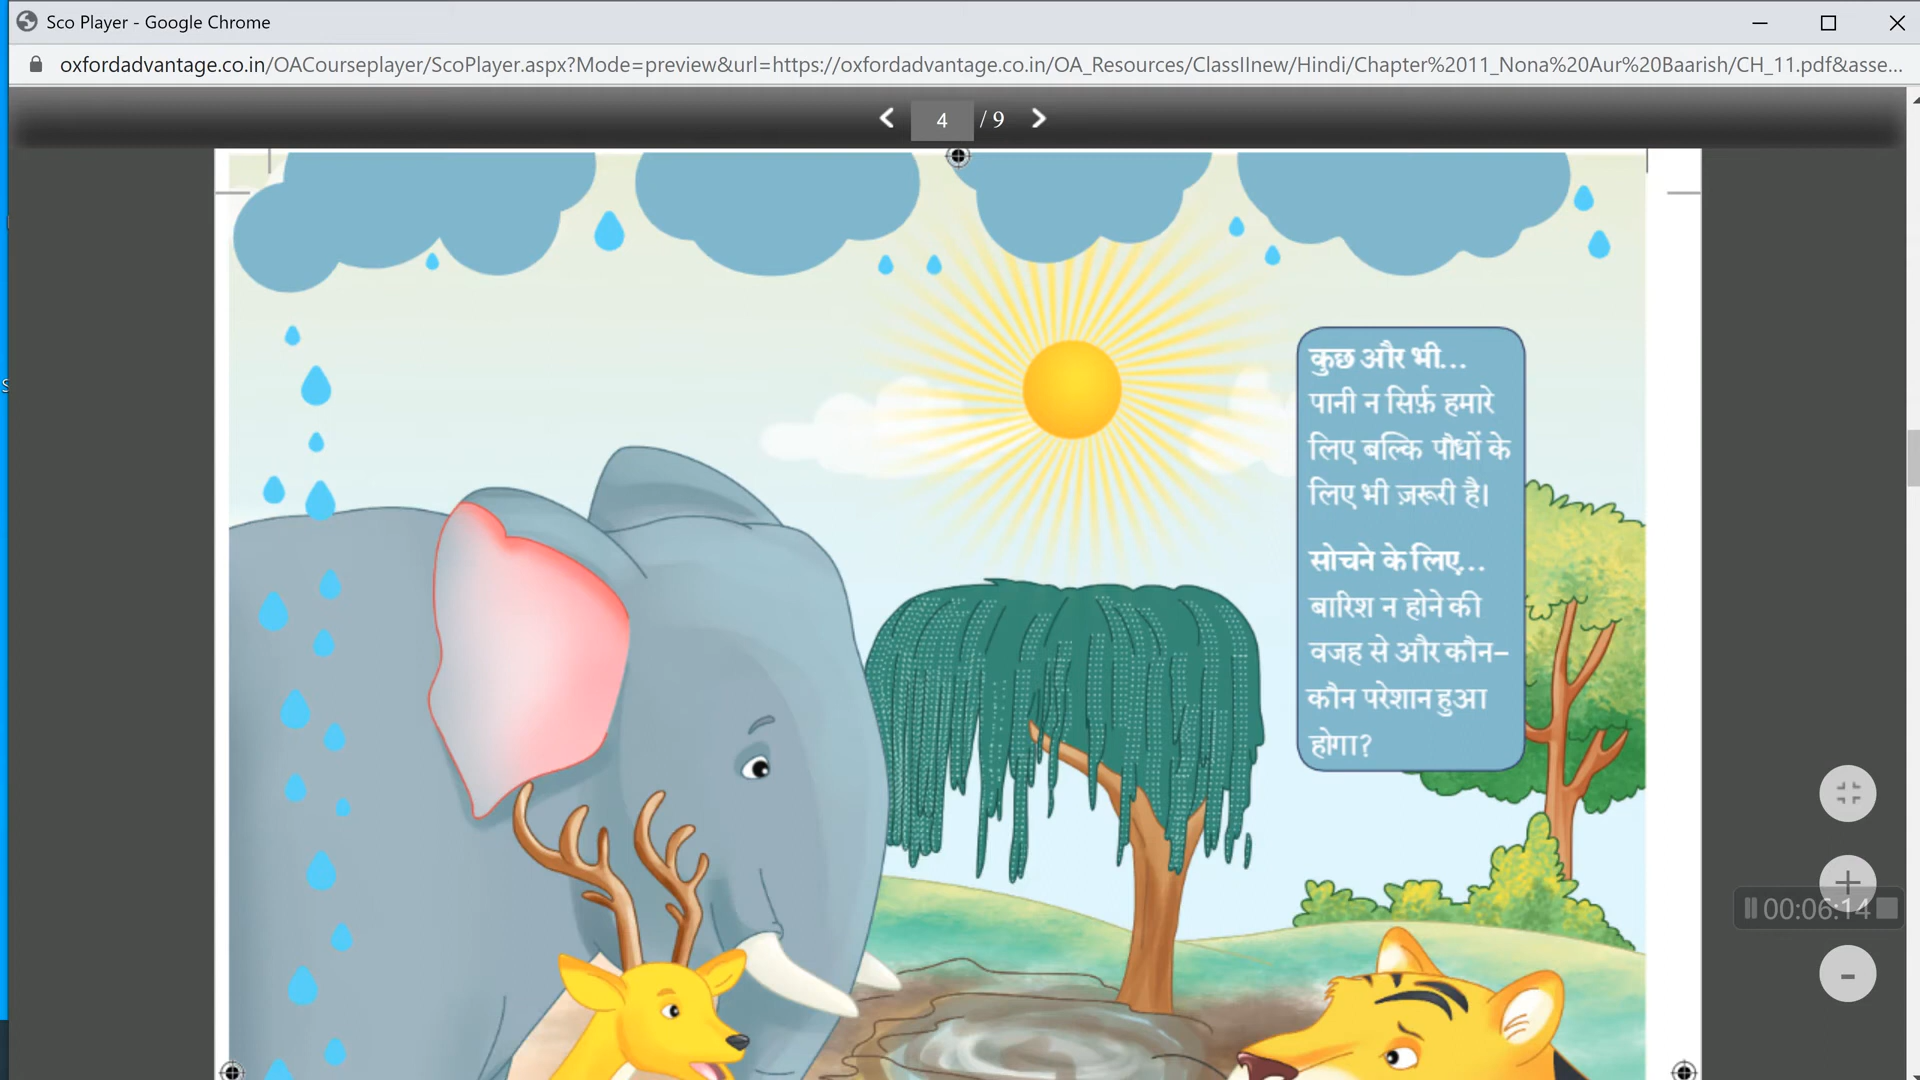 Sco Player - Google Chrome
oxfordadvantage.co.in/OACourseplayer/ScoPlayer.aspx?Mode=preview&url=https://oxfordadvantage.co.in/OA_Resources/ClassIInew/Hindi/Chapter%2011_Nona%20Aur%20Baarish/CH_11.pdf&asse...
4 / 9
कुछ और भी...
पानी न सिर्फ़ हमारे
लिए बल्कि पौधों के
लिए भी ज़रूरी है।
सोचने के लिए...
बारिश न होने की
वजह से और कौन–
कौन परेशान हुआ
होगा?
00:06:14